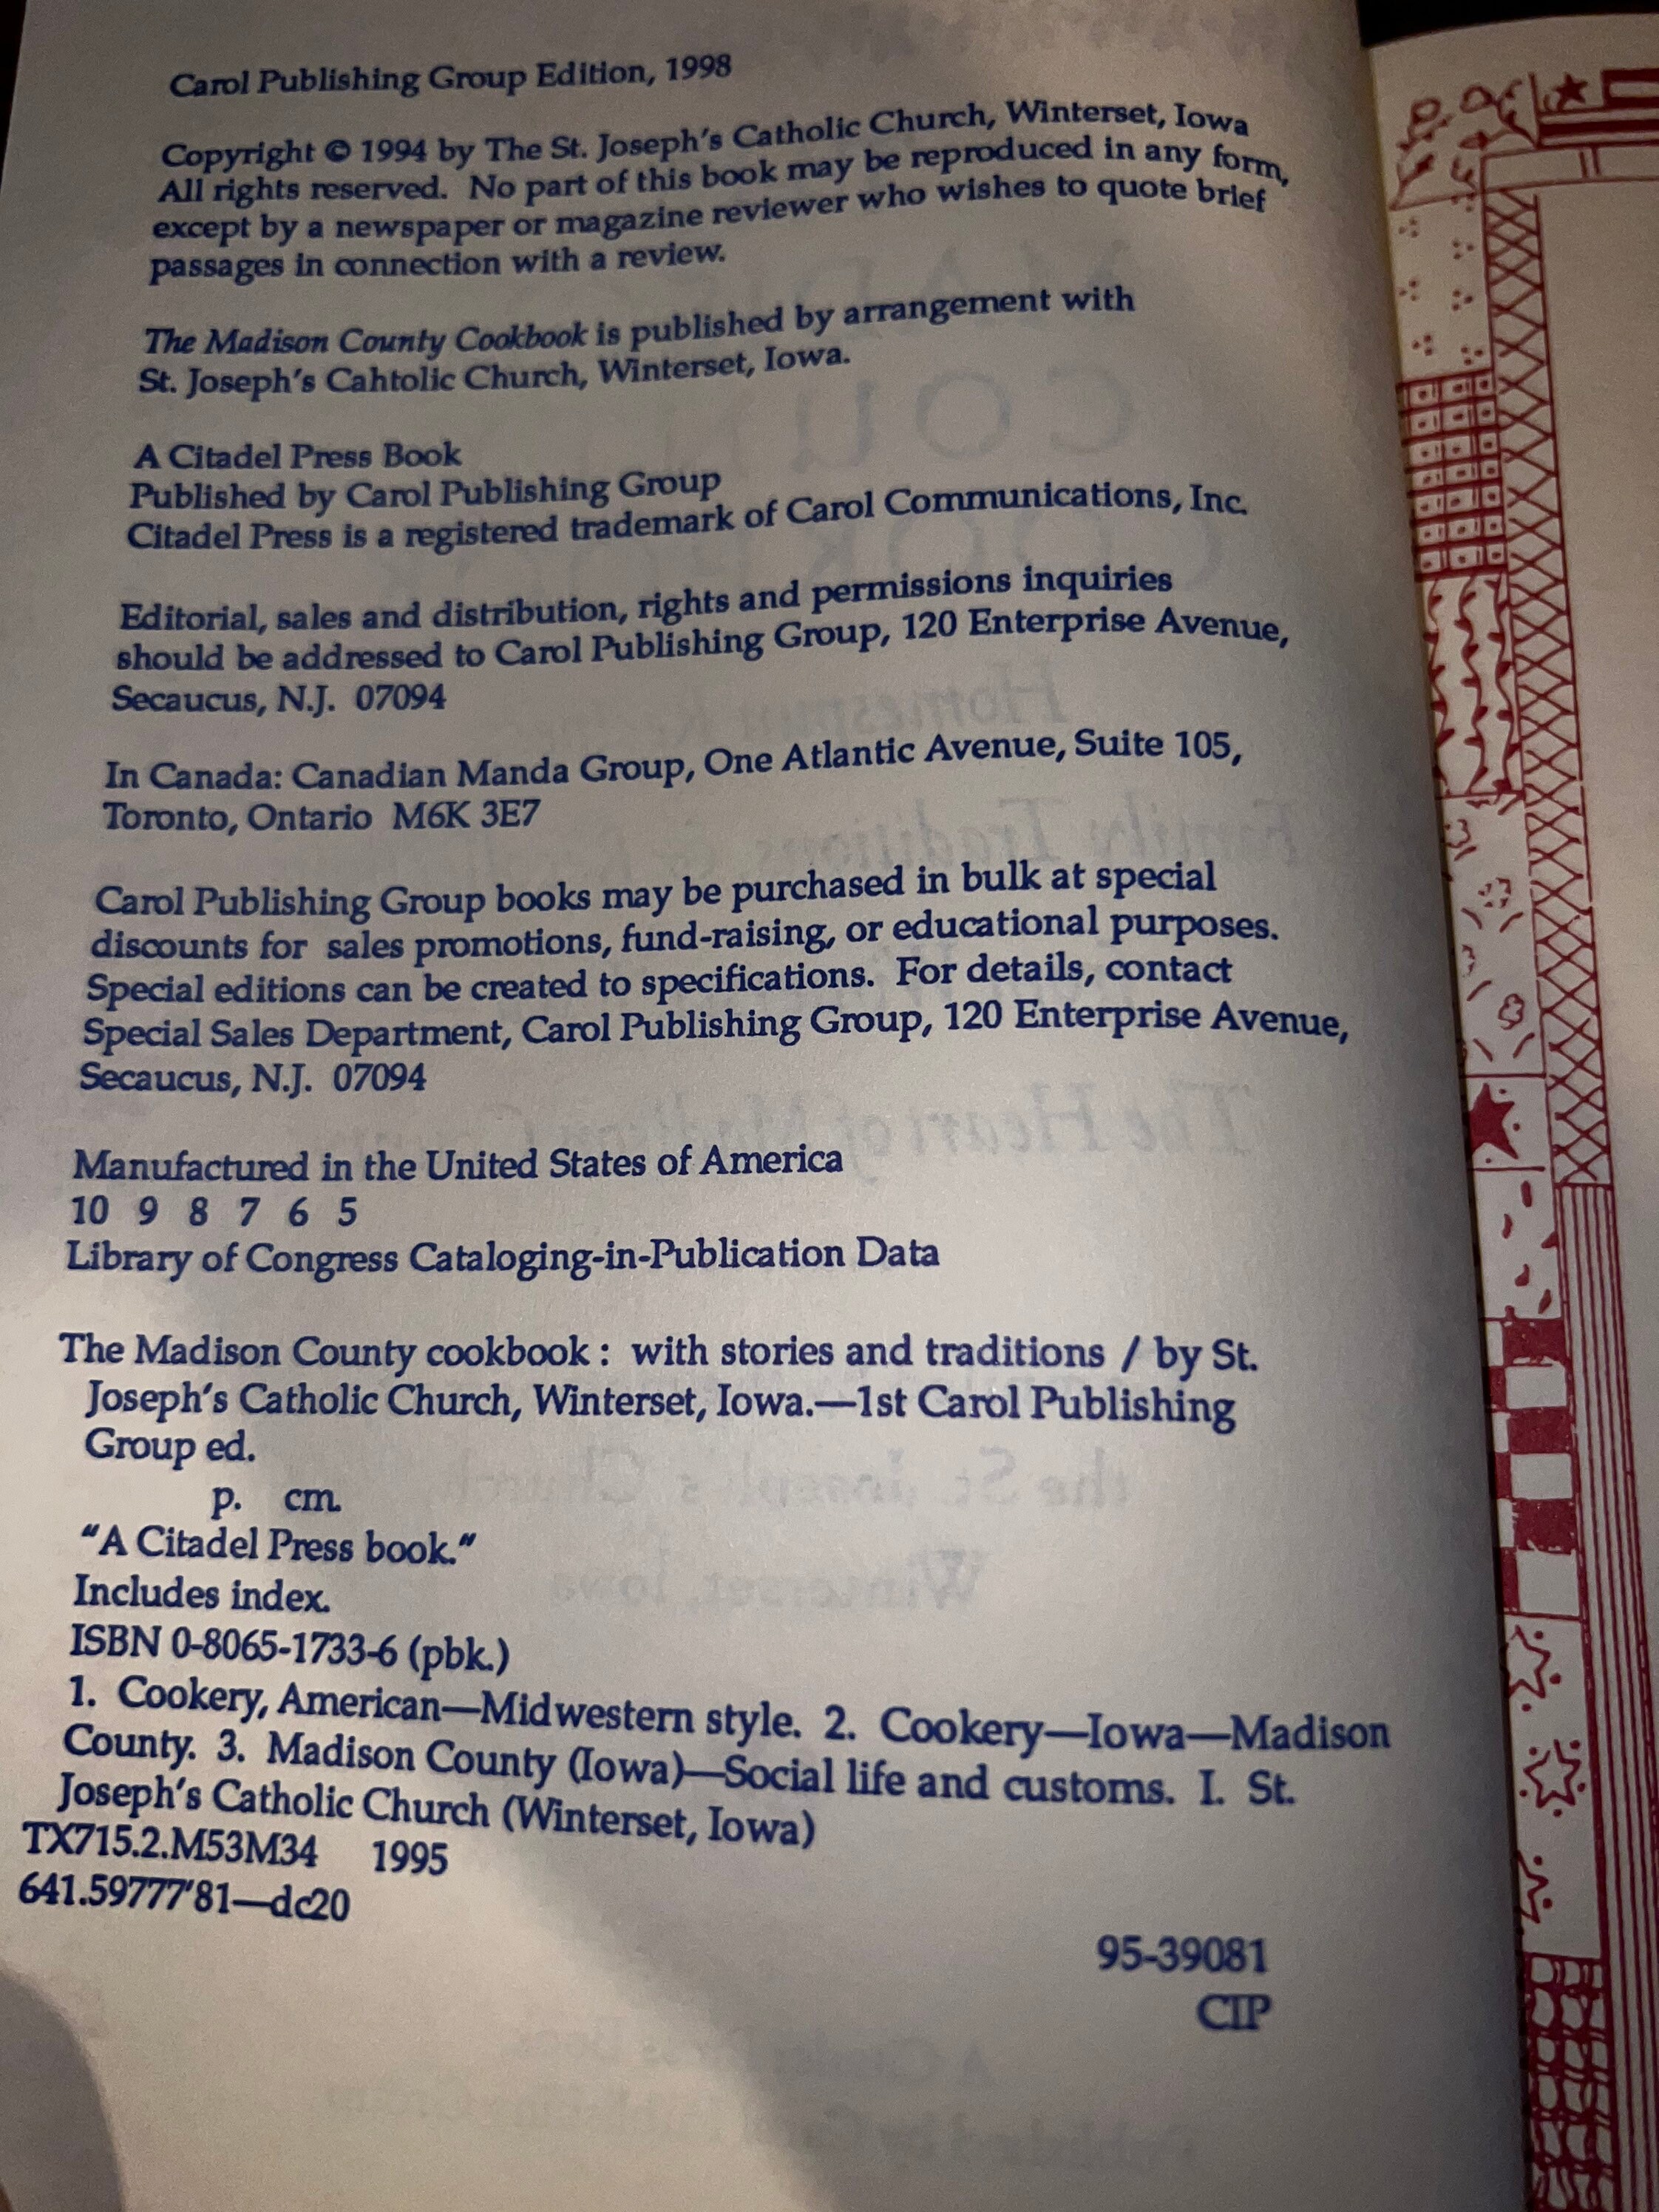 Carol Publishing Group Edition, 1998
Copyright © 1994 by The St. Joseph's Catholic Church, Winterset, Iowa
All rights reserved. No part of this book may be reproduced in any form,
except by a newspaper or magazine reviewer who wishes to quote brief
passages in connection with a review.
The Madison County Cookbook is published by arrangement with
St. Joseph's Cahtolic Church, Winterset, Iowa.
A Citadel Press Book
Published by Carol Publishing Group
Citadel Press is a registered trademark of Carol Communications, Inc.
Editorial, sales and distribution, rights and permissions inquiries
should be addressed to Carol Publishing Group, 120 Enterprise Avenue,
Secaucus, N.J. 07094
In Canada: Canadian Manda Group, One Atlantic Avenue, Suite 105,
Toronto, Ontario M6K 3E7
Carol Publishing Group books may be purchased in bulk at special
discounts for sales promotions, fund-raising, or educational purposes.
Special editions can be created to specifications. For details, contact
Special Sales Department, Carol Publishing Group, 120 Enterprise Avenue,
Secaucus, N.J. 07094
Manufactured in the United States of America
10 9 8 7 6 5
Library of Congress Cataloging-in-Publication Data
The Madison County cookbook : with stories and traditions / by St.
Joseph's Catholic Church, Winterset, Iowa.—1st Carol Publishing
Group ed.
p. cm.
"A Citadel Press book."
Includes index.
ISBN 0-8065-1733-6 (pbk.)
1. Cookery, American—Midwestern style. 2. Cookery—Iowa—Madison
County. 3. Madison County (Iowa)—Social life and customs. I. St.
Joseph's Catholic Church (Winterset, Iowa)
TX715.2.M53M34 1995
641.59777'81—dc20
95-39081
CIP